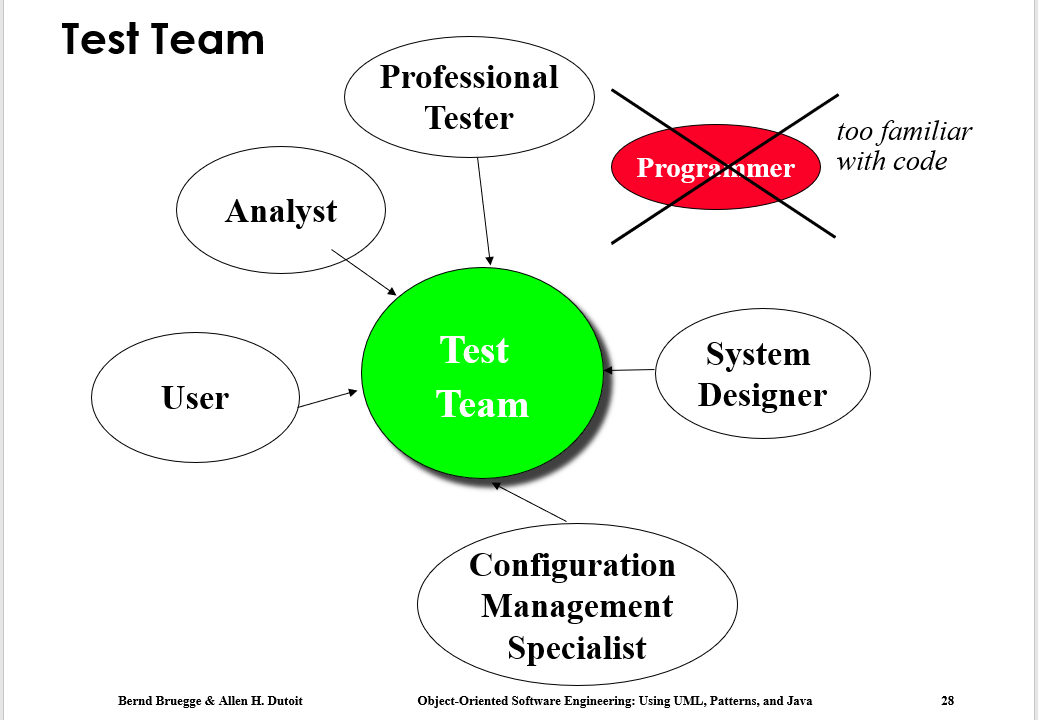 Test Team
Professional
Tester
Programmer
too familiar
with code
Analyst
Test
Team
System
Designer
User
Configuration
Management
Specialist
Bernd Bruegge & Allen H. Dutoit
Object-Oriented Software Engineering: Using UML, Patterns, and Java
28